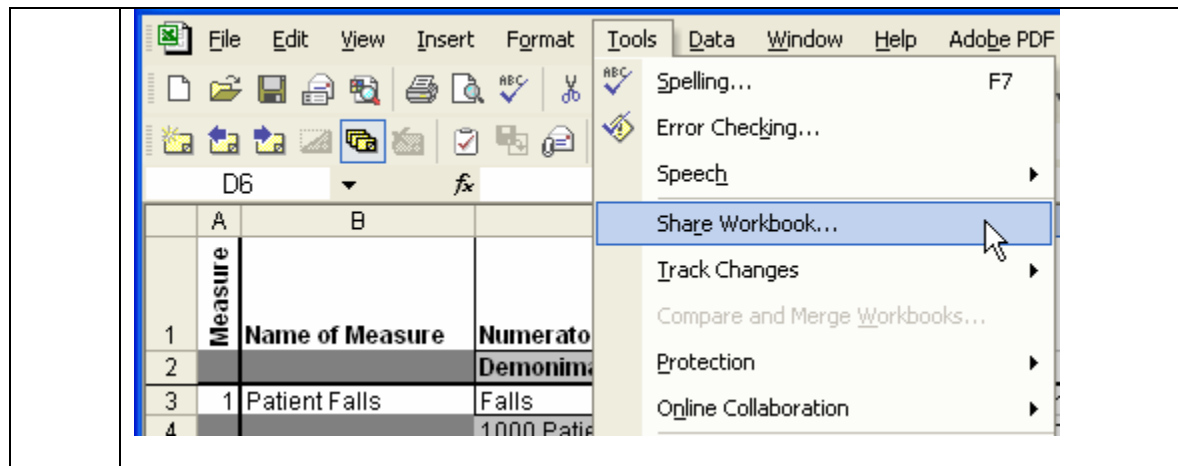 File Edit View Insert Format Tools Data Window Help Adobe PDF
ABC
ABC Spelling... F7
Error Checking...
Speech
D6 fx
Share Workbook...
A B
Track Changes
Compare and Merge Workbooks...
Protection
Online Collaboration
1 Measure Name of Measure Numerato
2 Demonima
3 1 Patient Falls Falls
4 1000 Patie